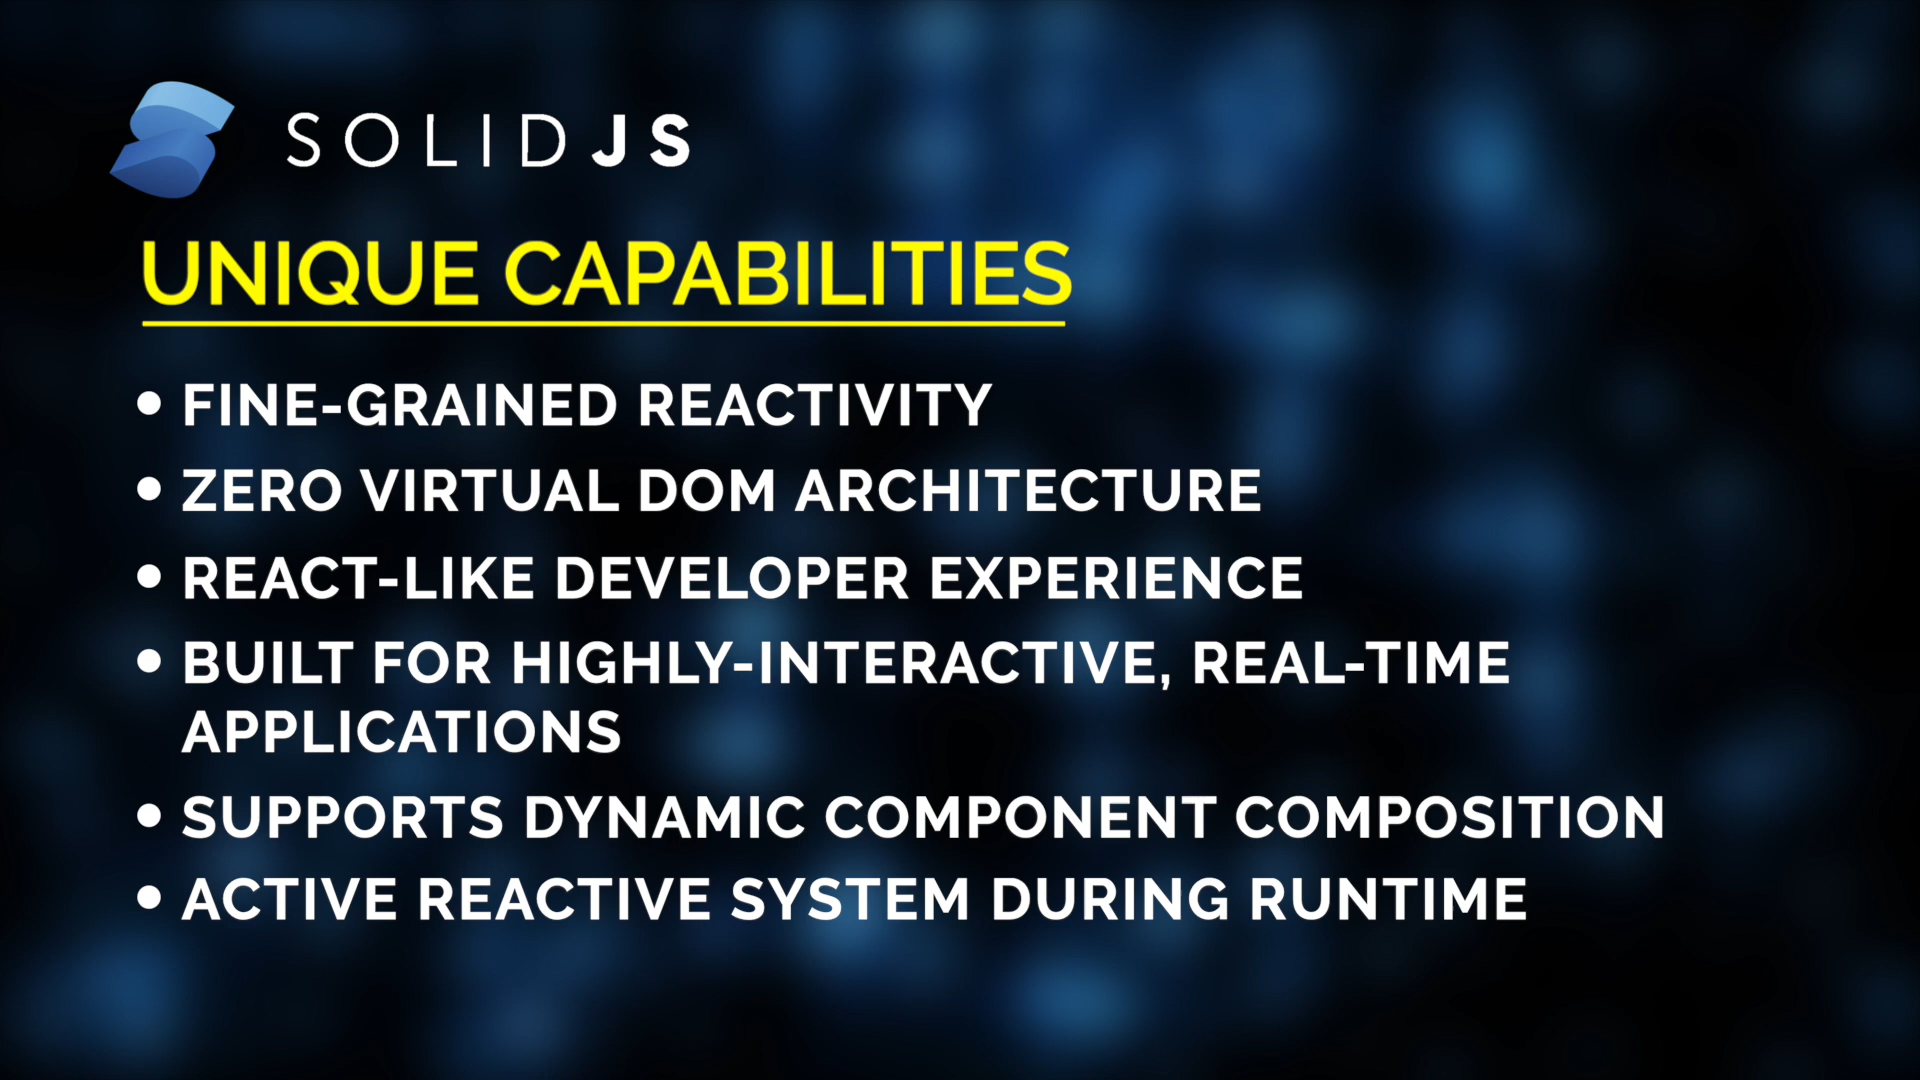 SOLIDJS
UNIQUE CAPABILITIES
• FINE-GRAINED REACTIVITY
• ZERO VIRTUAL DOM ARCHITECTURE
• REACT-LIKE DEVELOPER EXPERIENCE
• BUILT FOR HIGHLY-INTERACTIVE, REAL-TIME
APPLICATIONS
• SUPPORTS DYNAMIC COMPONENT COMPOSITION
• ACTIVE REACTIVE SYSTEM DURING RUNTIME